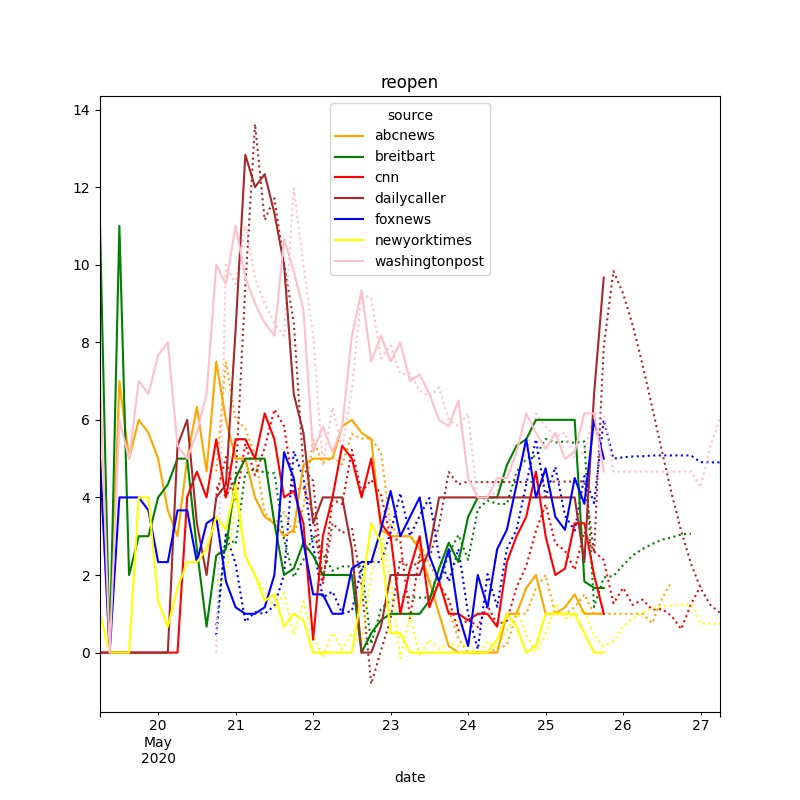 reopen
source
abcnews
breitbart
cnn
dailycaller
foxnews
newyorktimes
washingtonpost
14
12
10
8
6
4
2
0
20 21 22 23 24 25 26 27
May
2020
date